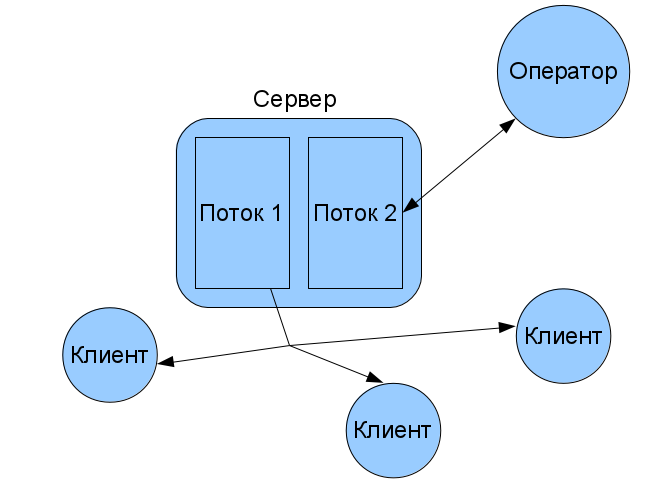 Оператор
Сервер
Поток 1
Поток 2
Клиент
Клиент
Клиент